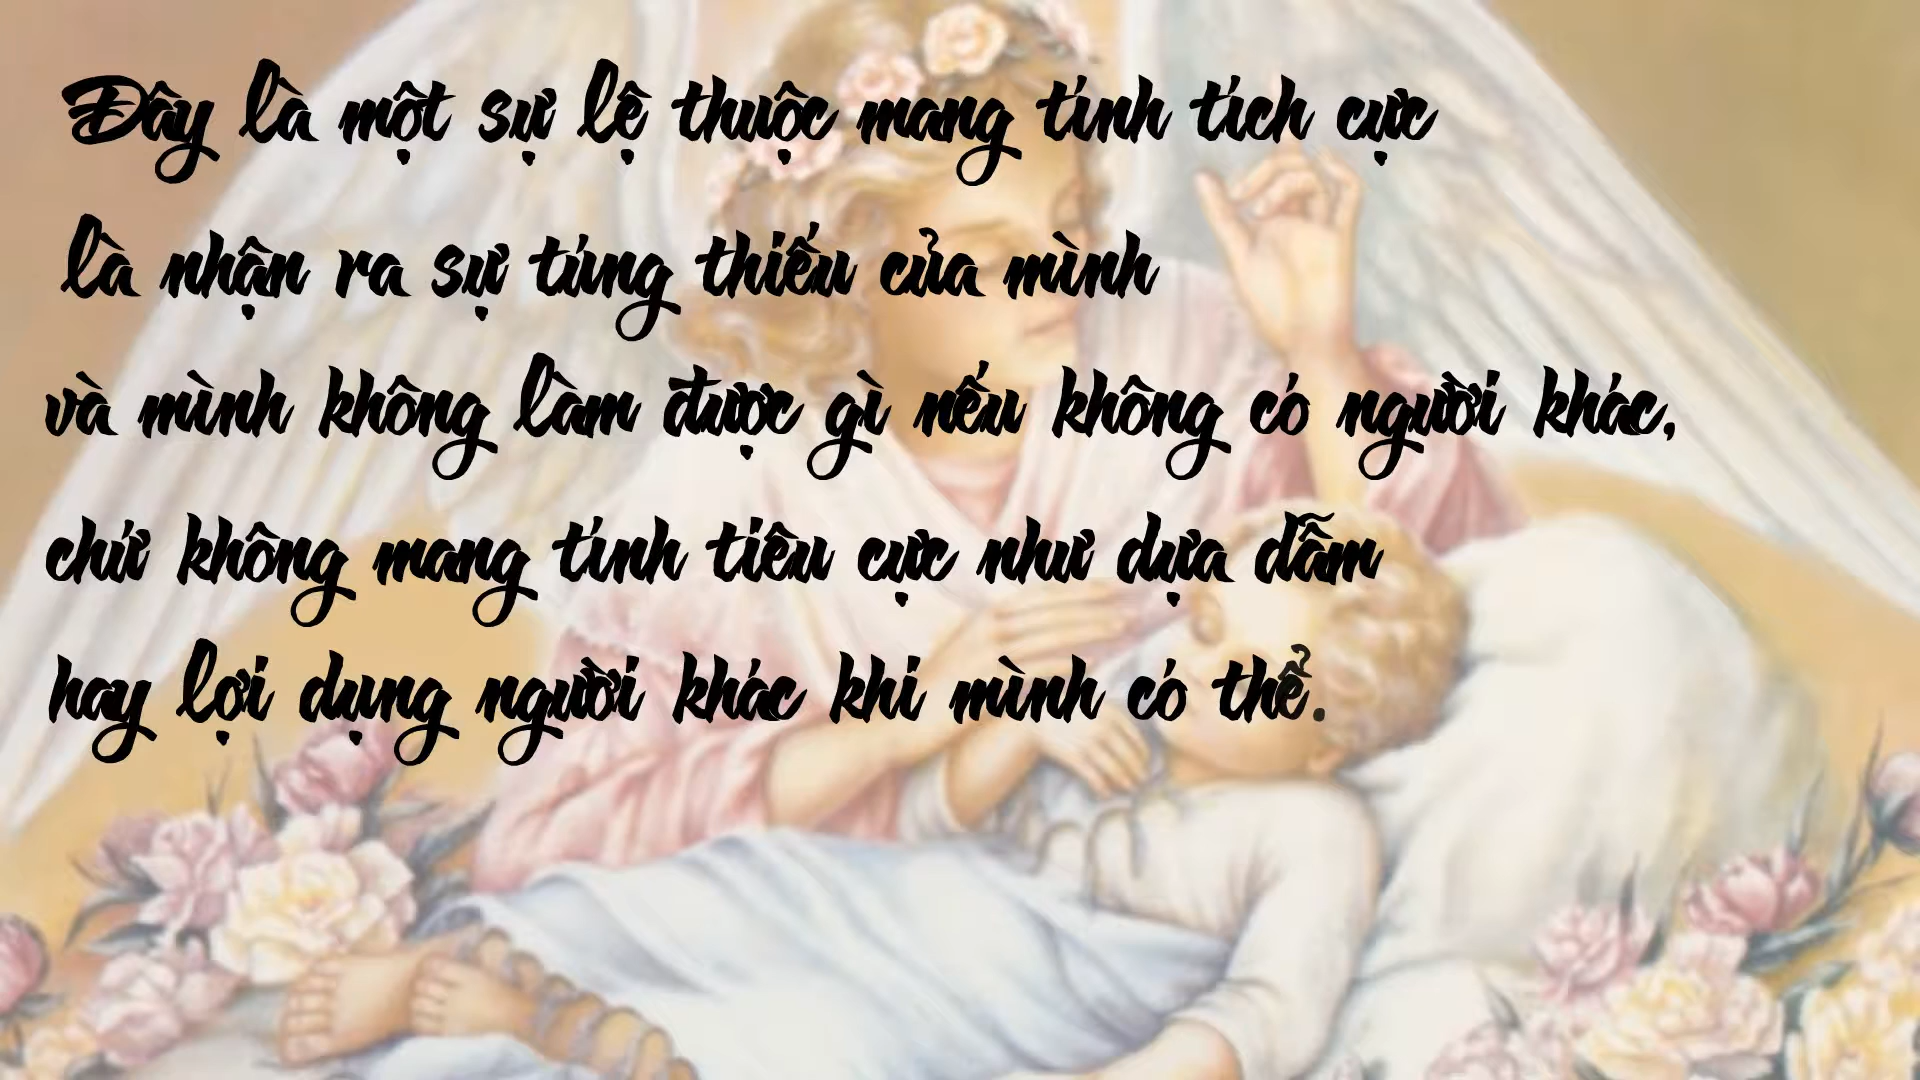 Đây là một sự lệ thuộc mang tính tích cực
là nhận ra sự túng thiếu của mình
và mình không làm được gì nếu không có người khác,
chứ không mang tính tiêu cực như dựa dẫm
hay lợi dụng người khác khi mình có thể.